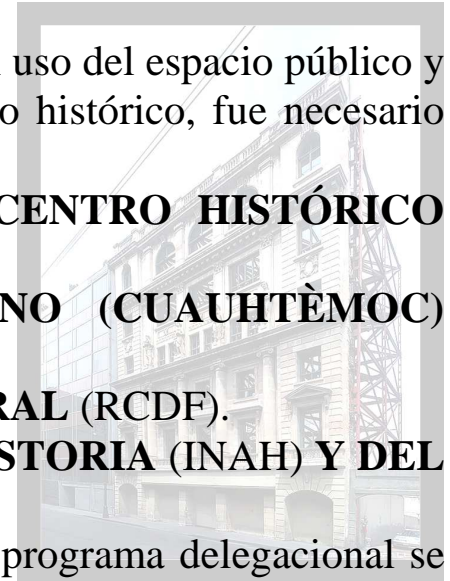 uso del espacio público y
o histórico, fue necesario
CENTRO HISTÓRICO
NO (CUAUHTÈMOC)
RAL (RCDF).
STORIA (INAH) Y DEL
programa delegacional se